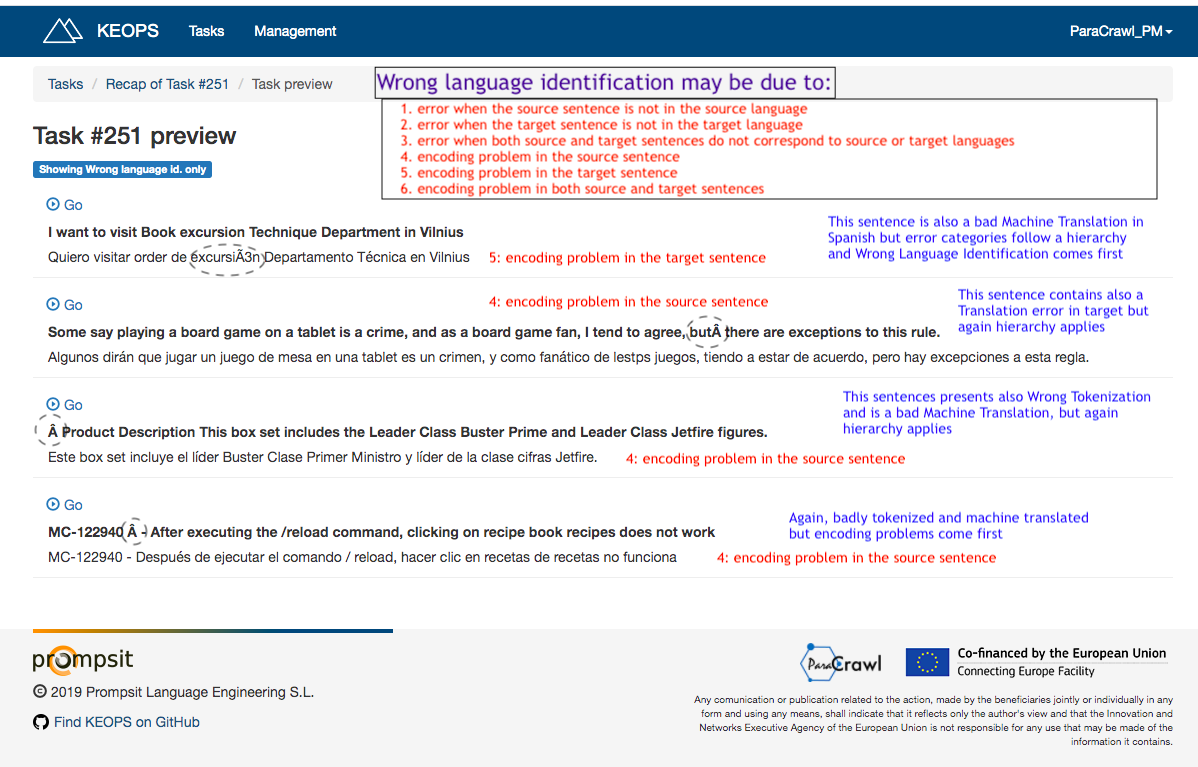 KEOPS Tasks Management ParaCrawl_PM
Tasks / Recap of Task #251 / Task preview
Wrong language identification may be due to:
1. error when the source sentence is not in the source language
2. error when the target sentence is not in the target language
3. error when both source and target sentences do not correspond to source or target languages
4. encoding problem in the source sentence
5. encoding problem in the target sentence
6. encoding problem in both source and target sentences
Task #251 preview
Showing Wrong language id. only
Go
I want to visit Book excursion Technique Department in Vilnius
Quiero visitar order de excursiÃ3n Departamento Técnica en Vilnius
5: encoding problem in the target sentence
This sentence is also a bad Machine Translation in
Spanish but error categories follow a hierarchy
and Wrong Language Identification comes first
Go
4: encoding problem in the source sentence
Some say playing a board game on a tablet is a crime, and as a board game fan, I tend to agree, butÂ there are exceptions to this rule.
Algunos dirán que jugar un juego de mesa en una tablet es un crimen, y como fanático de lestps juegos, tiendo a estar de acuerdo, pero hay excepciones a esta regla.
This sentence contains also a
Translation error in target but
again hierarchy applies
Go
Â Product Description This box set includes the Leader Class Buster Prime and Leader Class Jetfire figures.
Este box set incluye el líder Buster Clase Primer Ministro y líder de la clase cifras Jetfire.
4: encoding problem in the source sentence
This sentences presents also Wrong Tokenization
and is a bad Machine Translation, but again
hierarchy applies
Go
MC-122940 Â - After executing the /reload command, clicking on recipe book recipes does not work
MC-122940 - Después de ejecutar el comando / reload, hacer clic en recetas de recetas no funciona
4: encoding problem in the source sentence
Again, badly tokenized and machine translated
but encoding problems come first
prompsit
© 2019 Prompsit Language Engineering S.L.
Find KEOPS on GitHub
ParaCrawl
Co-financed by the European Union
Connecting Europe Facility
Any comunication or publication related to the action, made by the beneficiaries jointly or individually in any
form and using any means, shall indicate that it reflects only the author's view and that the Innovation and
Networks Executive Agency of the European Union is not responsible for any use that may be made of the
information it contains.